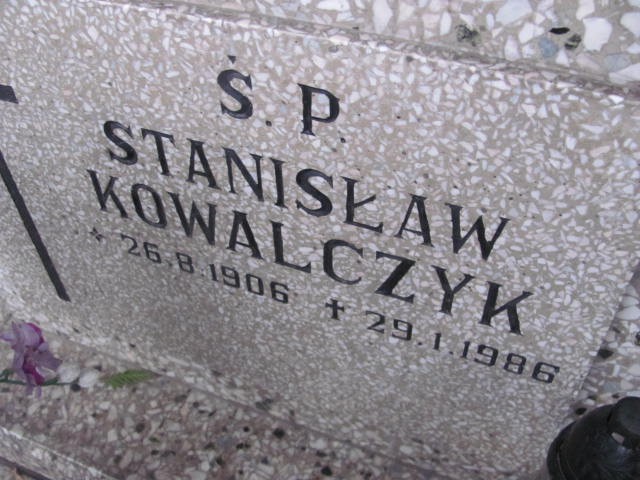 Ś. P.
STANISŁAW
KOWALCZYK
26.8.1906 ✝ 29.1.1986